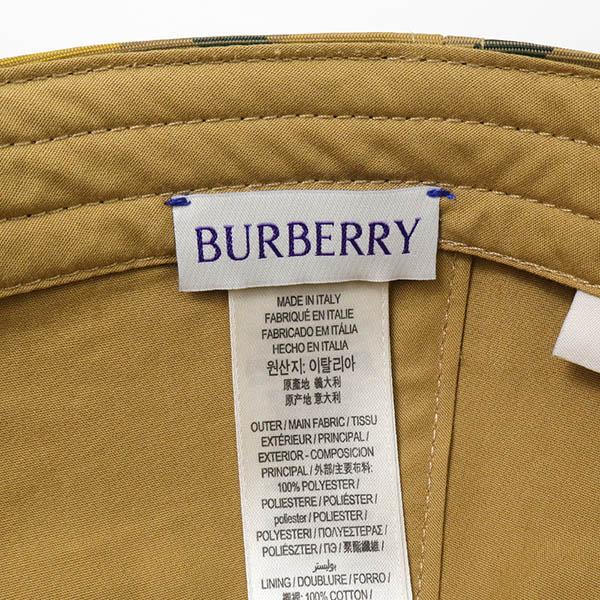 BURBERRY
MADE IN ITALY
FABRIQUÉ EN ITALIE
FABRICADO EM ITÁLIA
HECHO EN ITALIA
원산지: 이탈리아
原產地 義大利
原产地 意大利
OUTER / MAIN FABRIC / TISSU
EXTÉRIEUR / PRINCIPAL /
EXTERIOR - COMPOSICION
PRINCIPAL / 外部/主要布料:
100% POLYESTER /
POLIESTERE / POLIÉSTER /
poliester / POLYESTER /
POLYESTERI / ΠΟΛΥΕΣΤΕΡΑΣ /
POLIÉSZTER / ПЭ / 聚酯纖維 /
بوليستر
LINING / DOUBLURE / FORRO /
襯裡: 100% COTTON /